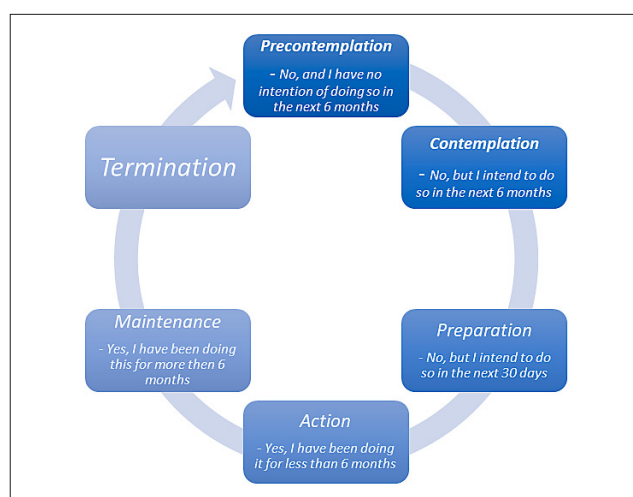 Precontemplation
- No, and I have no
intention of doing so in
the next 6 months
Contemplation
- No, but I intend to do
so in the next 6 months
Preparation
- No, but I intend to do
so in the next 30 days
Action
- Yes, I have been doing
it for less than 6 months
Maintenance
- Yes, I have been doing
this for more then 6
months
Termination